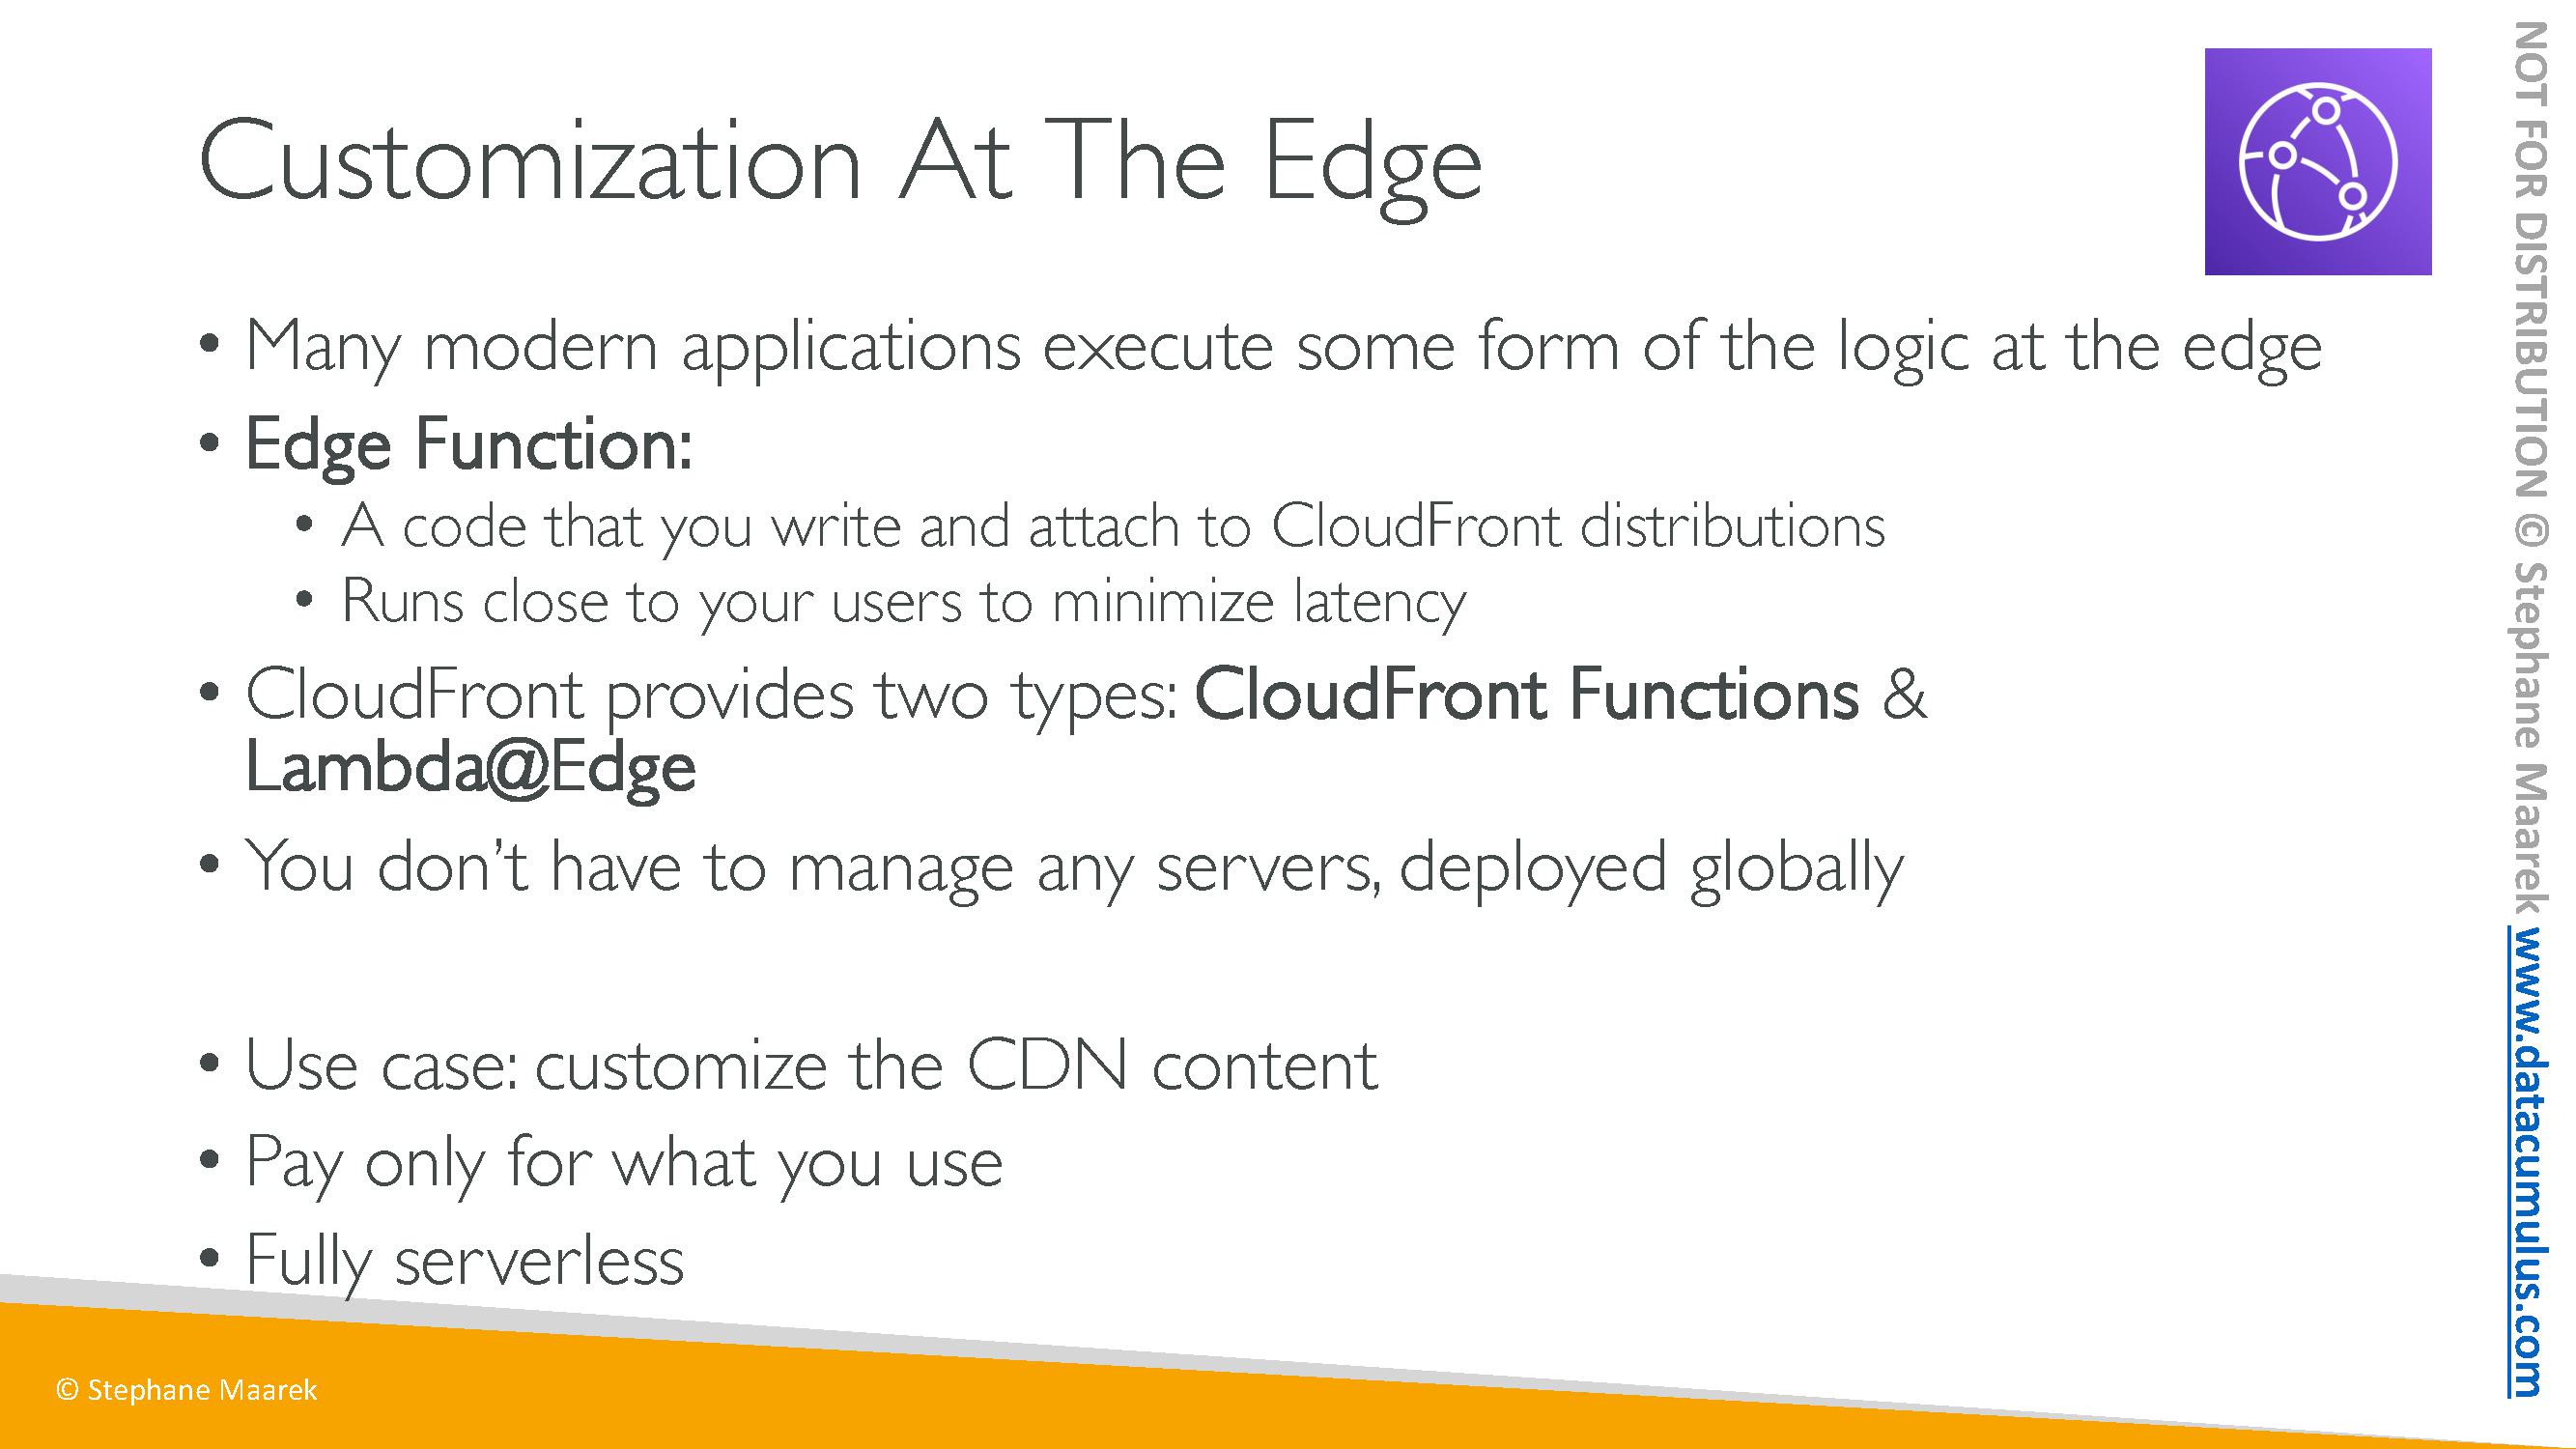 Customization At The Edge
• Many modern applications execute some form of the logic at the edge
• Edge Function:
• A code that you write and attach to CloudFront distributions
• Runs close to your users to minimize latency
• CloudFront provides two types: CloudFront Functions &
Lambda@Edge
• You don’t have to manage any servers, deployed globally
• Use case: customize the CDN content
• Pay only for what you use
• Fully serverless
© Stephane Maarek
NOT FOR DISTRIBUTION © Stephane Maarek www.datacumulus.com